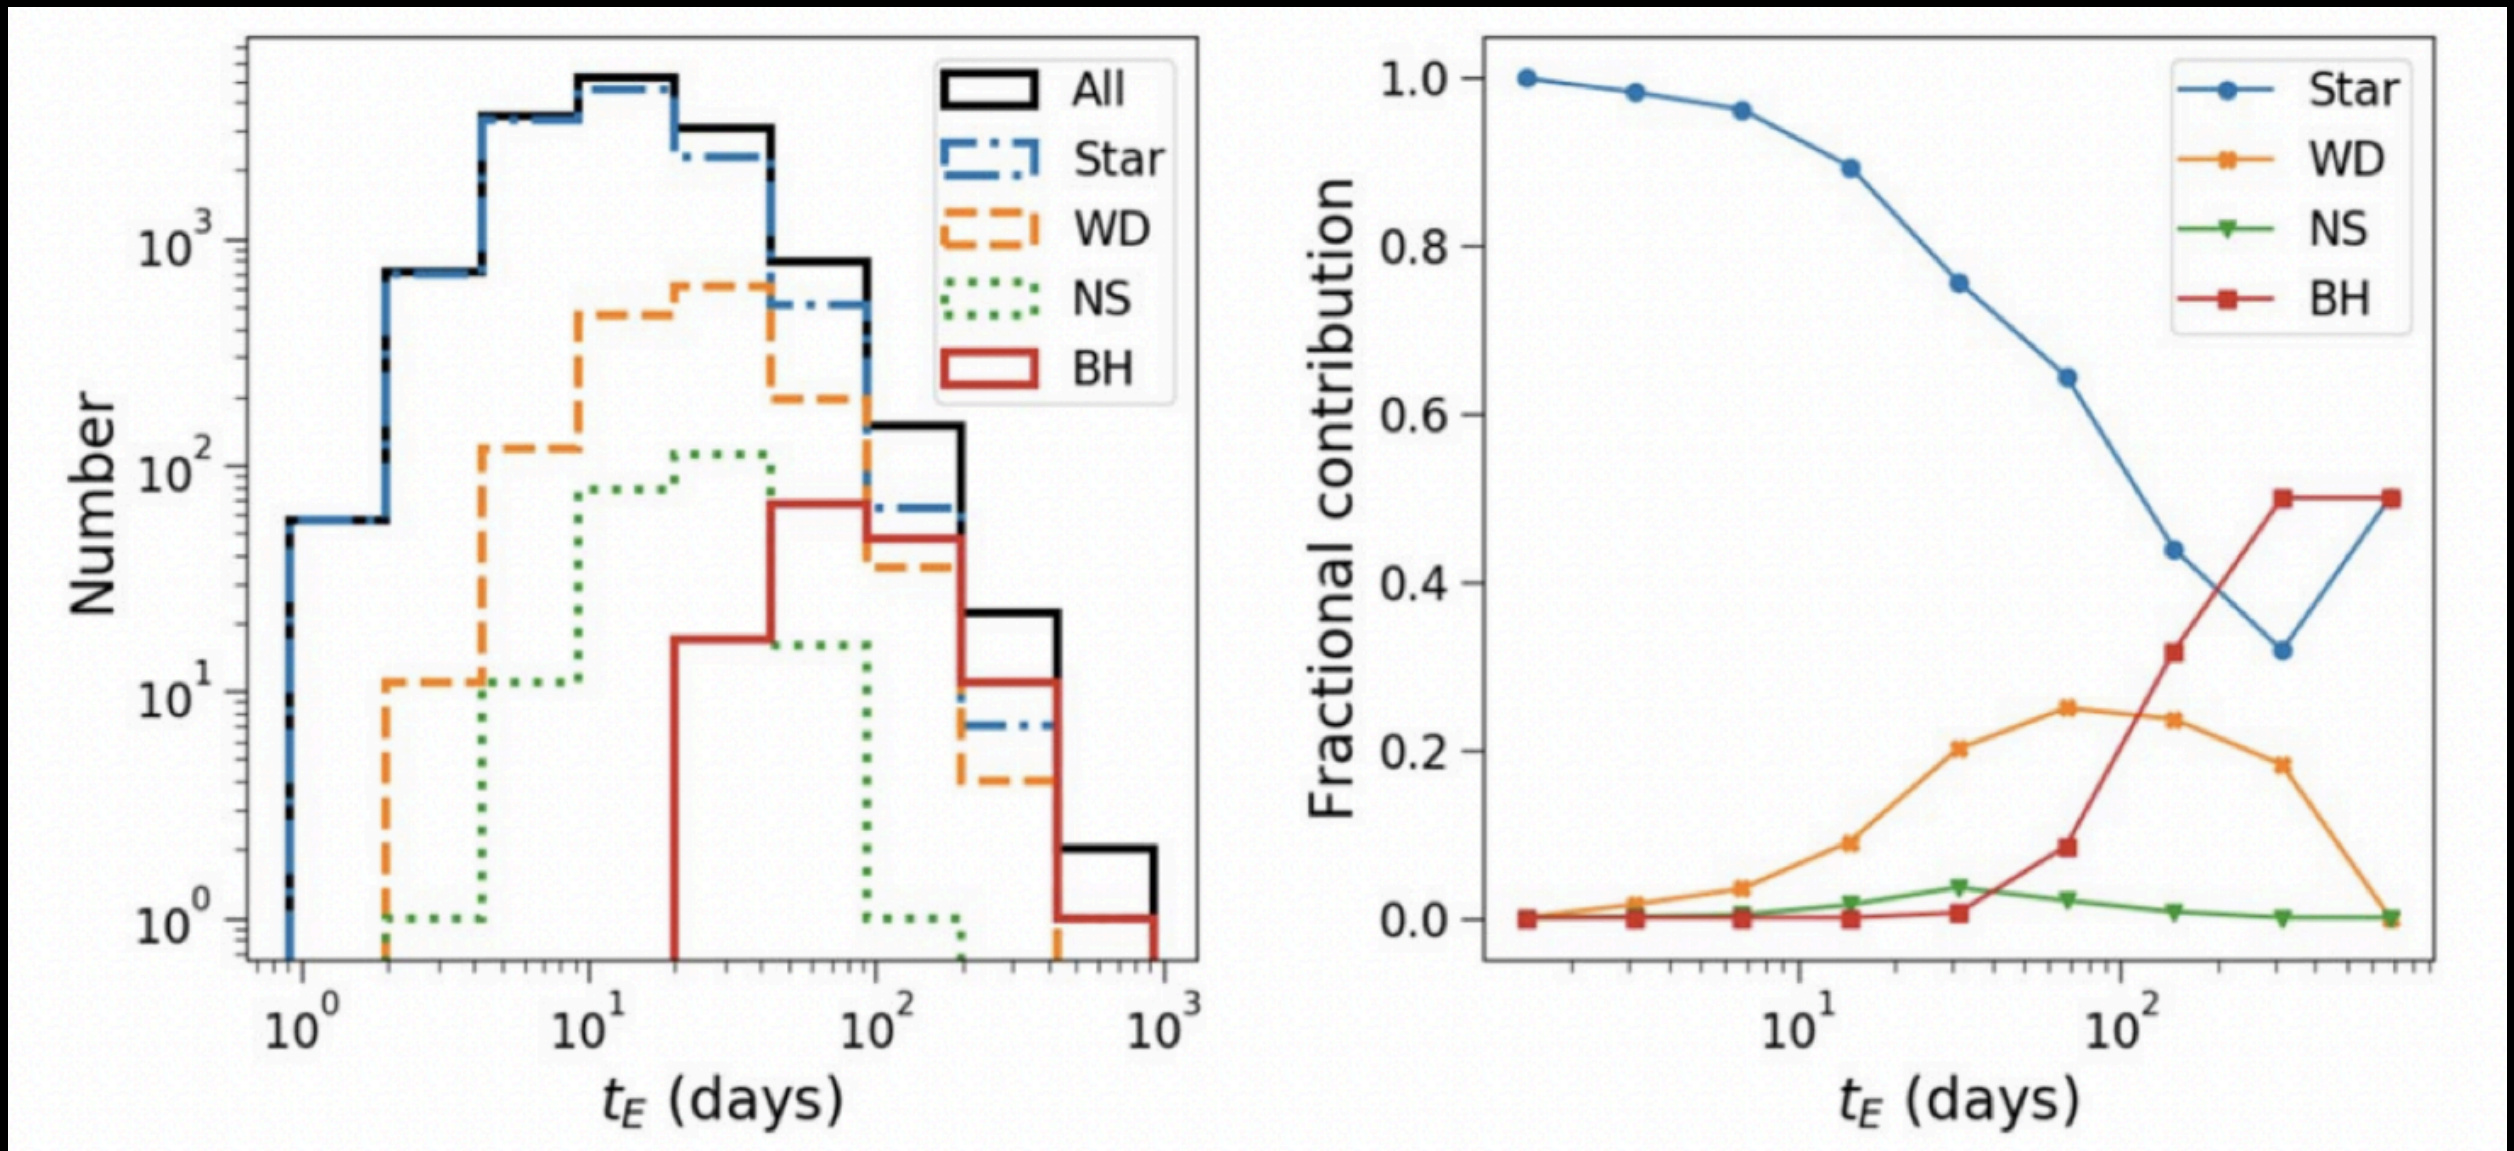 Number
10³
10²
10¹
10⁰
10⁰ 10¹ 10² 10³
t_E (days)
All
Star
WD
NS
BH
Fractional contribution
1.0
0.8
0.6
0.4
0.2
0.0
10¹ 10²
t_E (days)
Star
WD
NS
BH